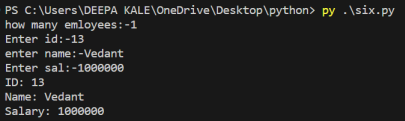 PS C:\Users\DEEPA KALE\OneDrive\Desktop\python> py .\six.py
how many emloyees:-1
Enter id:-13
enter name:-Vedant
Enter sal:-1000000
ID: 13
Name: Vedant
Salary: 1000000